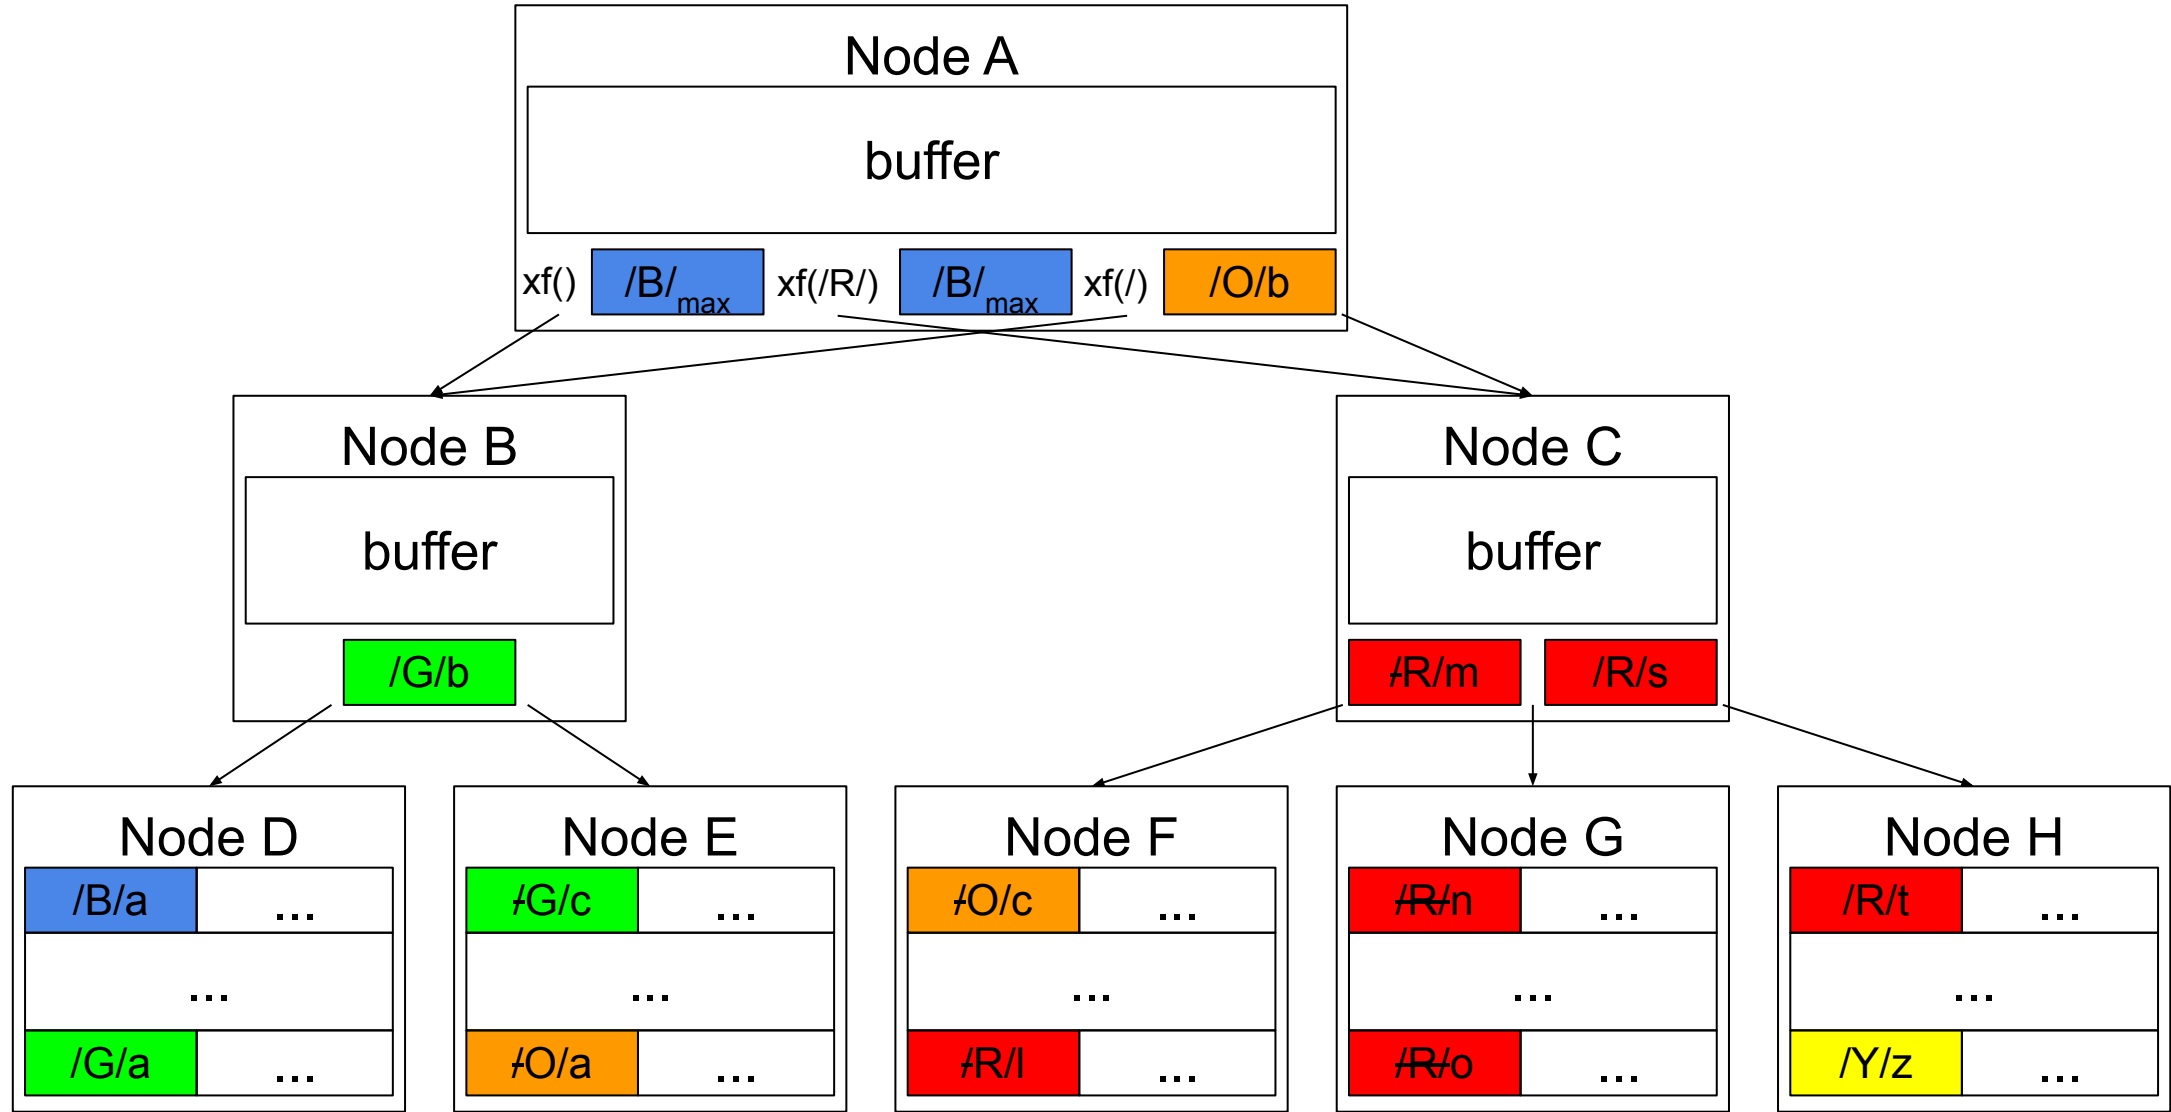 Node A
buffer
xf() /B/max xf(/R/) /B/max xf(/) /O/b
Node B Node C
buffer buffer
/G/b /R/m /R/s
Node D Node E Node F Node G Node H
/B/a ... /G/c ... /O/c ... /R/n ... /R/t ...
... ... ... ... ...
/G/a ... /O/a ... /R/l ... /R/o ... /Y/z ...